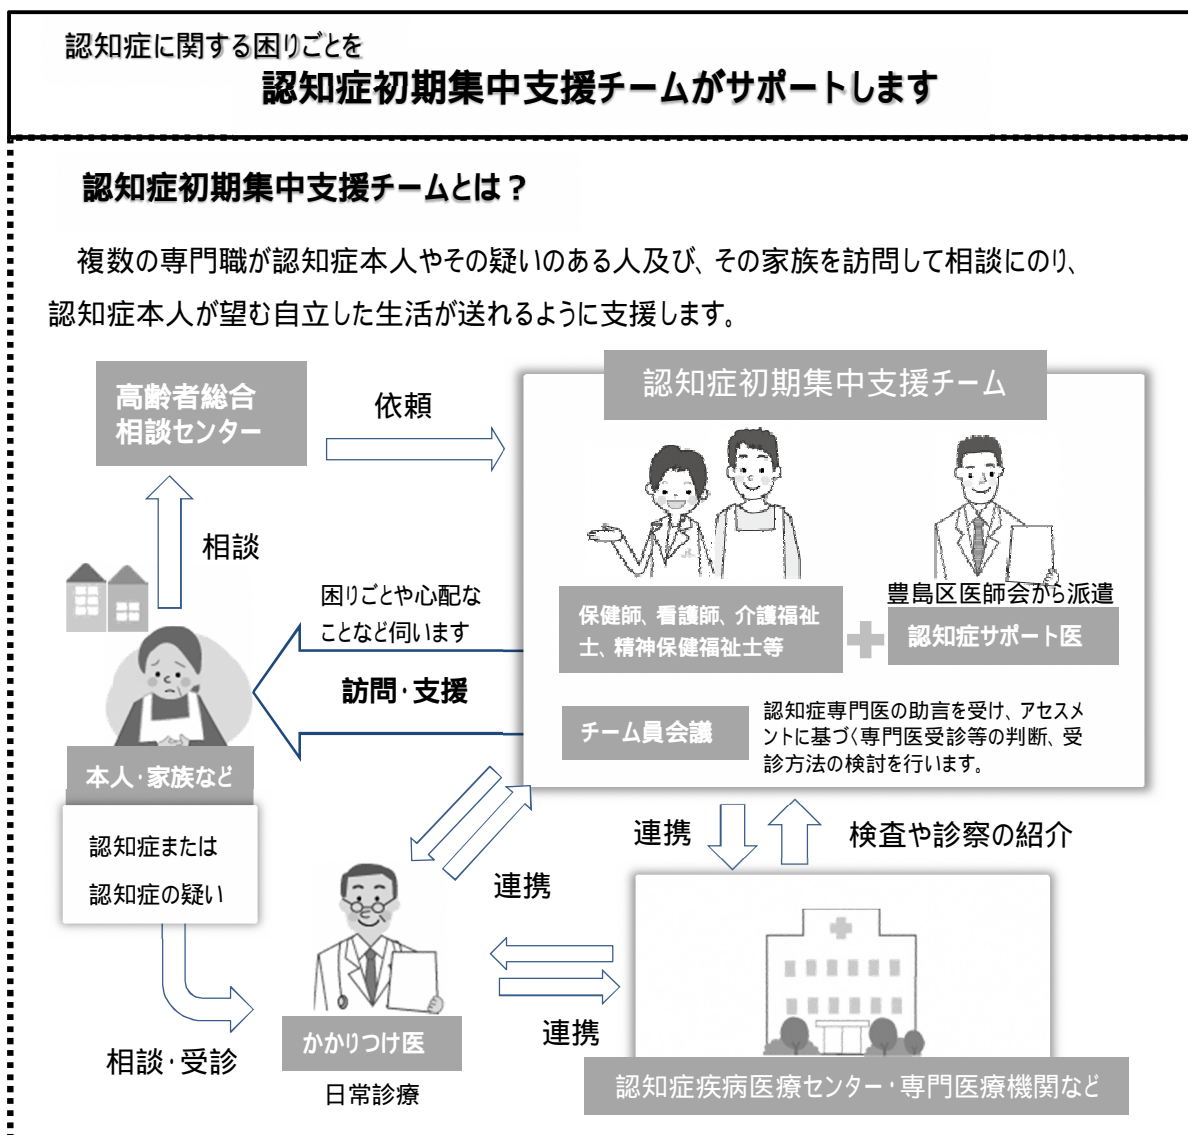 認知症に関する困りごとを
認知症初期集中支援チームがサポートします
認知症初期集中支援チームとは？
複数の専門職が認知症本人やその疑いのある人及び、その家族を訪問して相談にのり、
認知症本人が望む自立した生活が送れるように支援します。
高齢者総合
相談センター
依頼
認知症初期集中支援チーム
相談
困りごとや心配な
ことなど伺います
訪問・支援
豊島区医師会から派遣
保健師、看護師、介護福祉
士、精神保健福祉士等
認知症サポート医
チーム員会議
認知症専門医の助言を受け、アセスメ
ントに基づく専門医受診等の判断、受
診方法の検討を行います。
本人・家族など
認知症または
認知症の疑い
連携
連携
検査や診察の紹介
相談・受診
かかりつけ医
日常診療
連携
認知症疾病医療センター・専門医療機関など